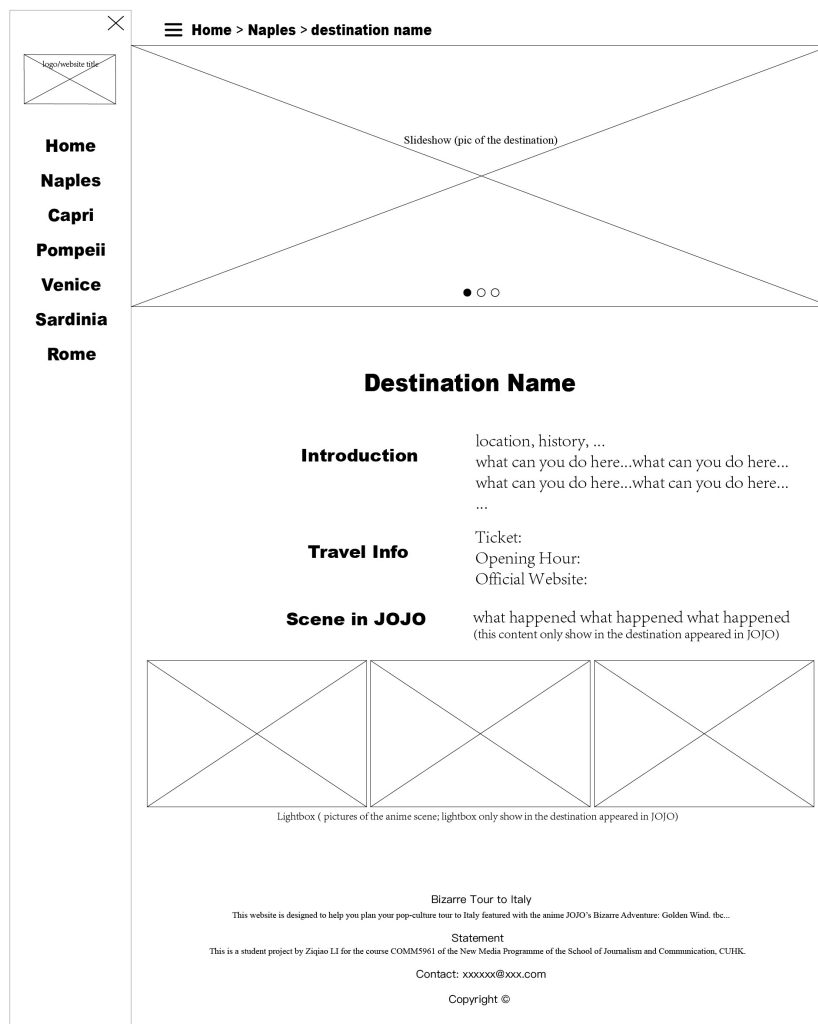 logo/website title
Home
Naples
Capri
Pompeii
Venice
Sardinia
Rome
Home > Naples > destination name
Slideshow (pic of the destination)
Destination Name
Introduction
location, history, ...
what can you do here...what can you do here...
what can you do here...what can you do here...
...
Travel Info
Ticket:
Opening Hour:
Official Website:
Scene in JOJO
what happened what happened what happened
(this content only show in the destination appeared in JOJO)
Lightbox ( pictures of the anime scene; lightbox only show in the destination appeared in JOJO)
Bizarre Tour to Italy
This website is designed to help you plan your pop-culture tour to Italy featured with the anime JOJO's Bizarre Adventure: Golden Wind. tbc...
Statement
This is a student project by Ziqiao LI for the course COMM5961 of the New Media Programme of the School of Journalism and Communication, CUHK.
Contact: xxxxxx@xxx.com
Copyright ©